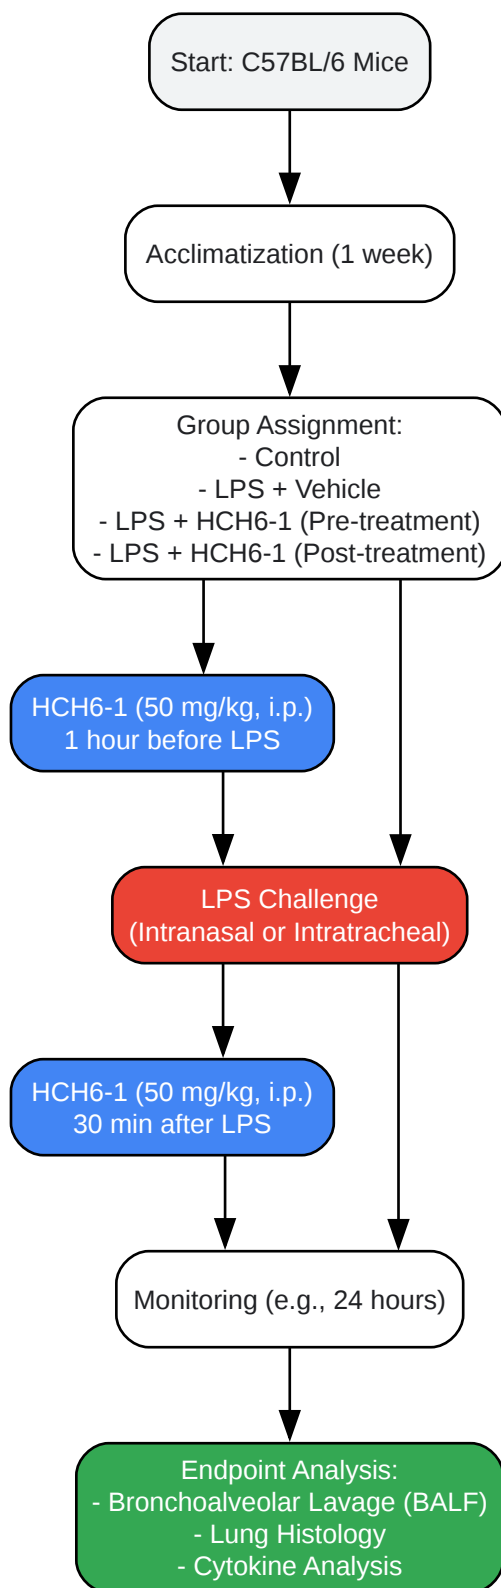 Start: C57BL/6 Mice
Acclimatization (1 week)
Group Assignment:
- Control
- LPS + Vehicle
- LPS + HCH6-1 (Pre-treatment)
- LPS + HCH6-1 (Post-treatment)
HCH6-1 (50 mg/kg, i.p.)
1 hour before LPS
LPS Challenge
(Intranasal or Intratracheal)
HCH6-1 (50 mg/kg, i.p.)
30 min after LPS
Monitoring (e.g., 24 hours)
Endpoint Analysis:
- Bronchoalveolar Lavage (BALF)
- Lung Histology
- Cytokine Analysis